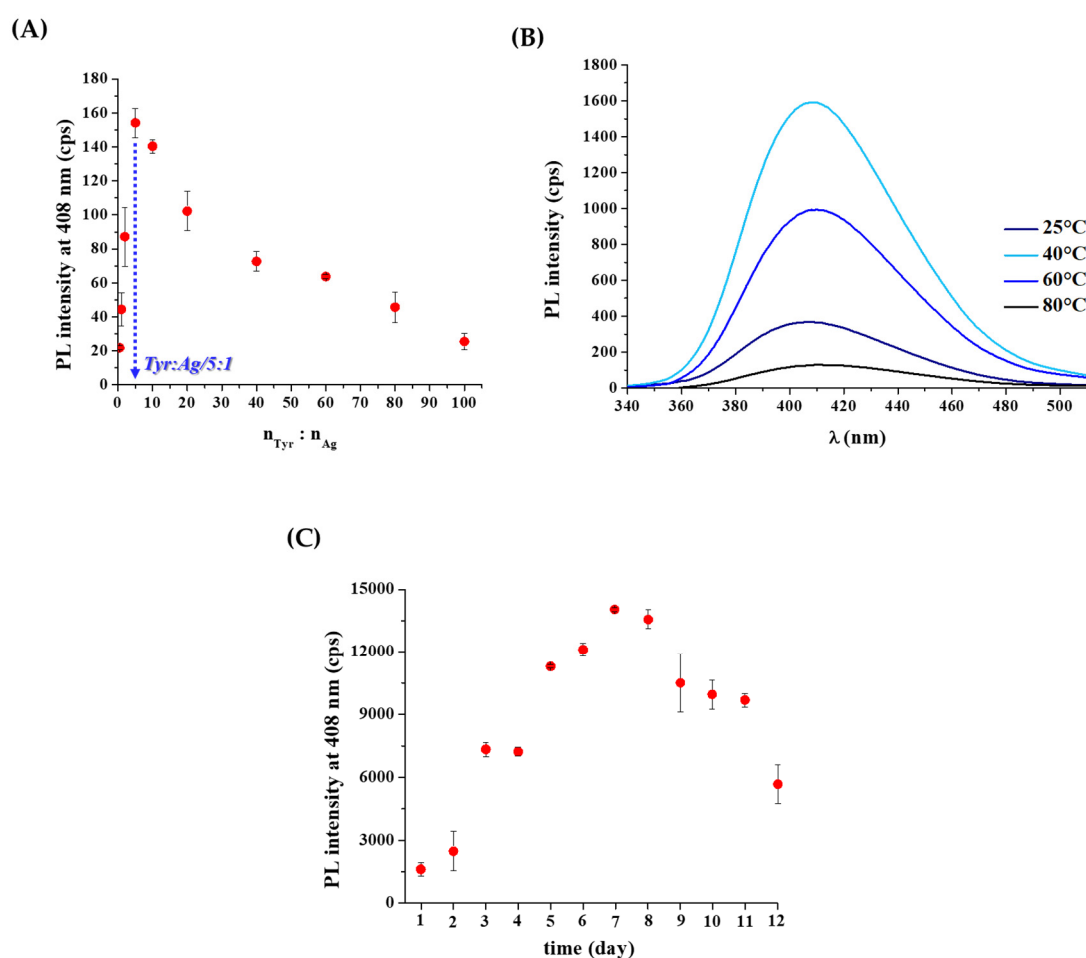 (A)
180
160
140
120
100
80
60
40
20
0
PL intensity at 408 nm (cps)
Tyr:Ag/5:1
0 10 20 30 40 50 60 70 80 90 100
nTyr : nAg
(B)
1800
1600
1400
1200
1000
800
600
400
200
0
PL intensity (cps)
25°C
40°C
60°C
80°C
340 360 380 400 420 440 460 480 500
λ (nm)
(C)
15000
12000
9000
6000
3000
0
PL intensity at 408 nm (cps)
1 2 3 4 5 6 7 8 9 10 11 12
time (day)